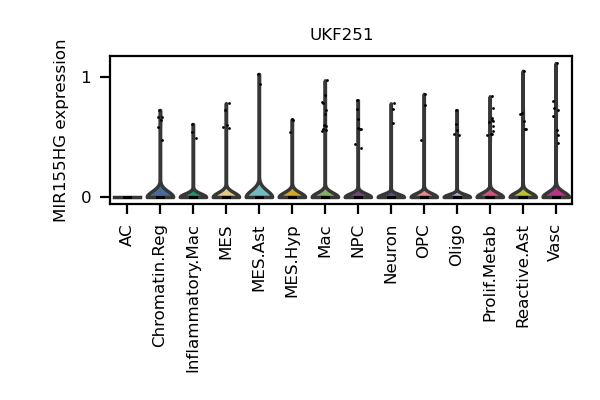 UKF251
MIR155HG expression
1
0
AC
Chromatin.Reg
Inflammatory.Mac
MES
MES.Ast
MES.Hyp
Mac
NPC
Neuron
OPC
Oligo
Prolif.Metab
Reactive.Ast
Vasc